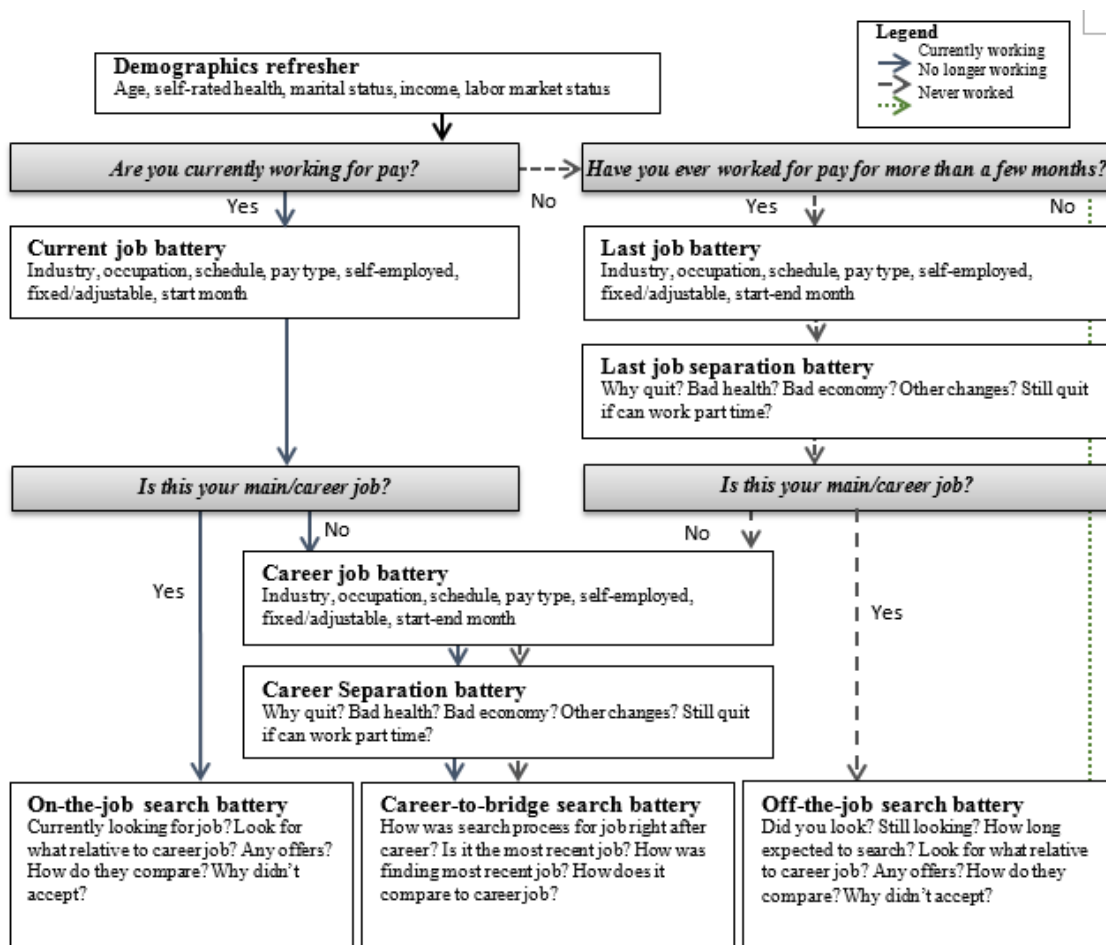 Legend
Currently working
No longer working
Never worked
Demographics refresher
Age, self-rated health, marital status, income, labor market status
Are you currently working for pay?
Have you ever worked for pay for more than a few months?
No
Yes
Yes
No
Current job battery
Industry, occupation, schedule, pay type, self-employed,
fixed/adjustable, start month
Last job battery
Industry, occupation, schedule, pay type, self-employed,
fixed/adjustable, start-end month
Last job separation battery
Why quit? Bad health? Bad economy? Other changes? Still quit
if can work part time?
Is this your main/career job?
Is this your main/career job?
No
No
Yes
Yes
Career job battery
Industry, occupation, schedule, pay type, self-employed,
fixed/adjustable, start-end month
Career Separation battery
Why quit? Bad health? Bad economy? Other changes? Still quit
if can work part time?
On-the-job search battery
Currently looking for job? Look for
what relative to career job? Any offers?
How do they compare? Why didn't
accept?
Career-to-bridge search battery
How was search process for job right after
career? Is it the most recent job? How was
finding most recent job? How does it
compare to career job?
Off-the-job search battery
Did you look? Still looking? How long
expected to search? Look for what relative
to career job? Any offers? How do they
compare? Why didn't accept?